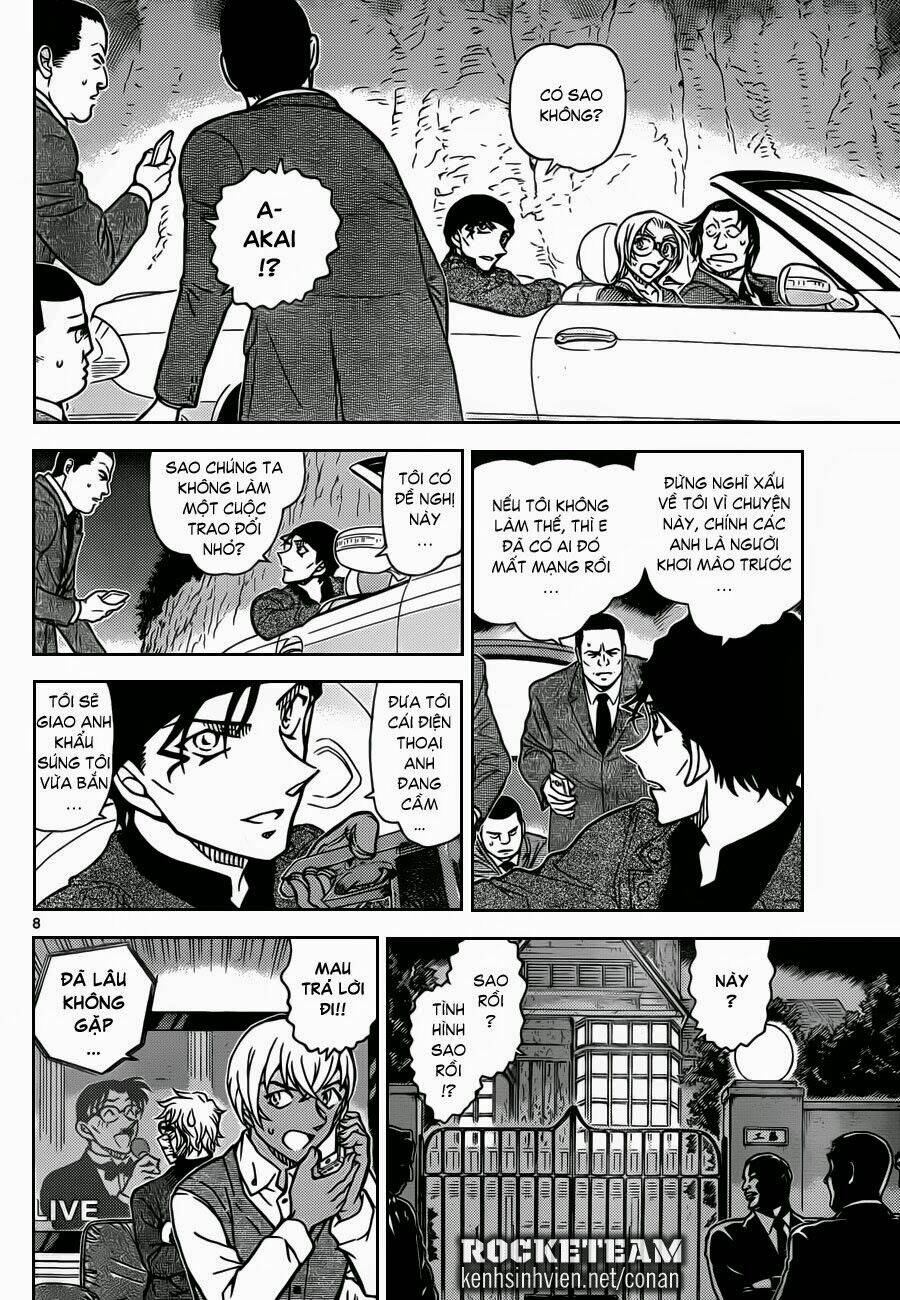 CÓ SAO
KHÔNG?
A-
AKAI
!?
ĐỪNG NGHĨ XẤU
VỀ TÔI VÌ CHUYỆN
NÀY, CHÍNH CÁC
ANH LÀ NGƯỜI
KHƠI MÀO TRƯỚC
...
NẾU TÔI KHÔNG
LÀM THẾ, THÌ E
ĐÃ CÓ AI ĐÓ
MẤT MẠNG RỒI
...
TÔI CÓ
ĐỀ NGHỊ
NÀY
...
SAO CHÚNG TA
KHÔNG LÀM
MỘT CUỘC
TRAO ĐỔI
NHỎ?
ĐƯA TÔI
CÁI ĐIỆN
THOẠI
ANH
ĐANG
CẦM
...
TÔI SẼ
GIAO ANH
KHẨU
SÚNG TÔI
VỪA BẮN
...
8
NÀY
?
SAO
RỒI
?
TÌNH
HÌNH
SAO
RỒI
!?
工藤
MAU
TRẢ LỜI
ĐI!!
ĐÃ LÂU
KHÔNG
GẶP
...
LIVE
ROCKETEAM
kenhsinhvien.net/conan